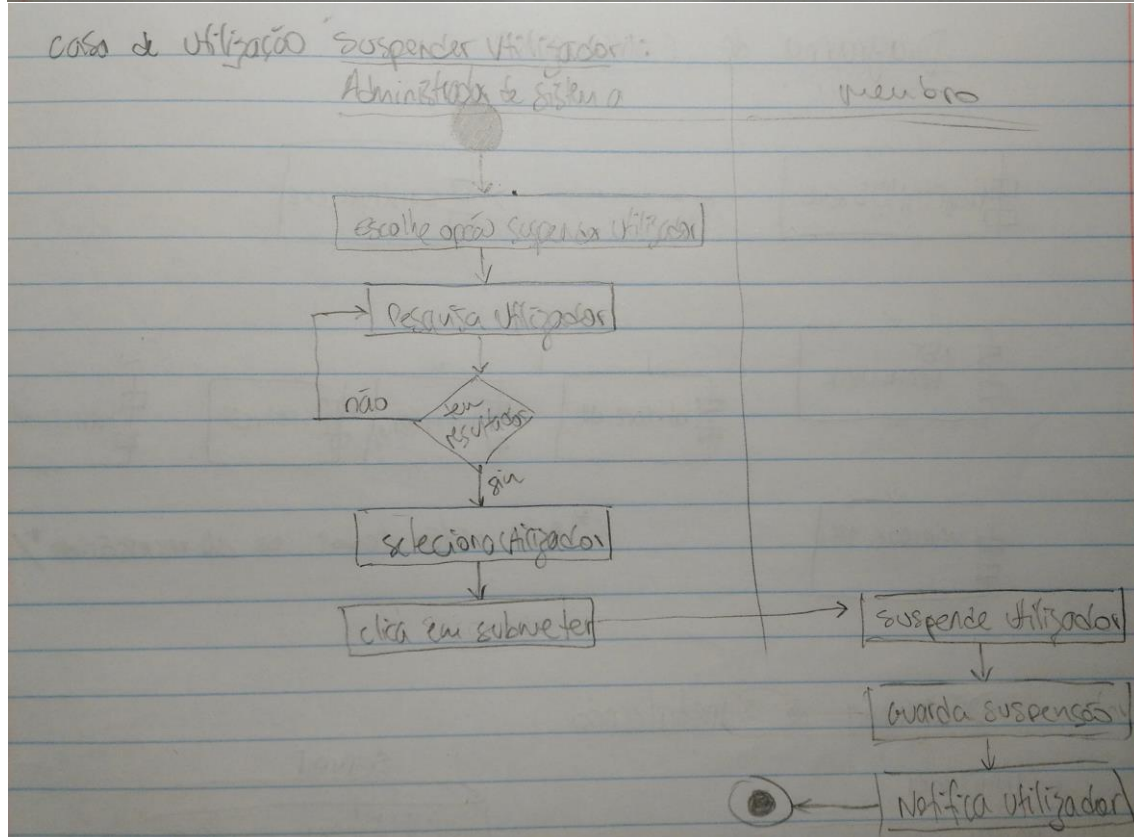 caso de Utilização Suspender Utilizador:
Administrador de Sistema
membro
Escolhe opção suspender Utilizador
Pesquisa Utilizador
não
sem
resultados
sim
seleciona Utilizador
clica em submeter
suspende utilizador
Guarda suspensão
Notifica utilizador